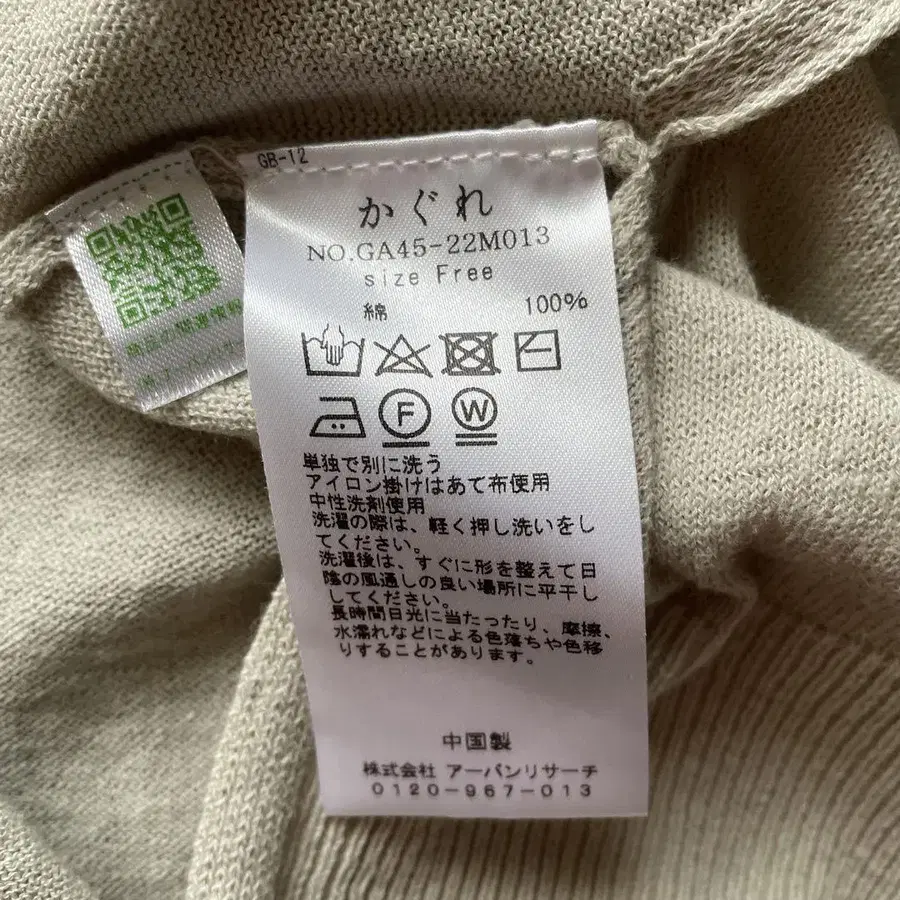 GB-12
かぐれ
NO.GA45-22M013
size Free
綿 100%
F W
単独で別に洗う
アイロン掛けはあて布使用
中性洗剤使用
洗濯の際は、軽く押し洗いをし
てください。
洗濯後は、すぐに形を整えて日
陰の風通しの良い場所に平干し
してください。
長時間日光に当たったり、摩擦、
水濡れなどによる色落ちや色移
りすることがあります。
中国製
株式会社 アーバンリサーチ
0120-967-013